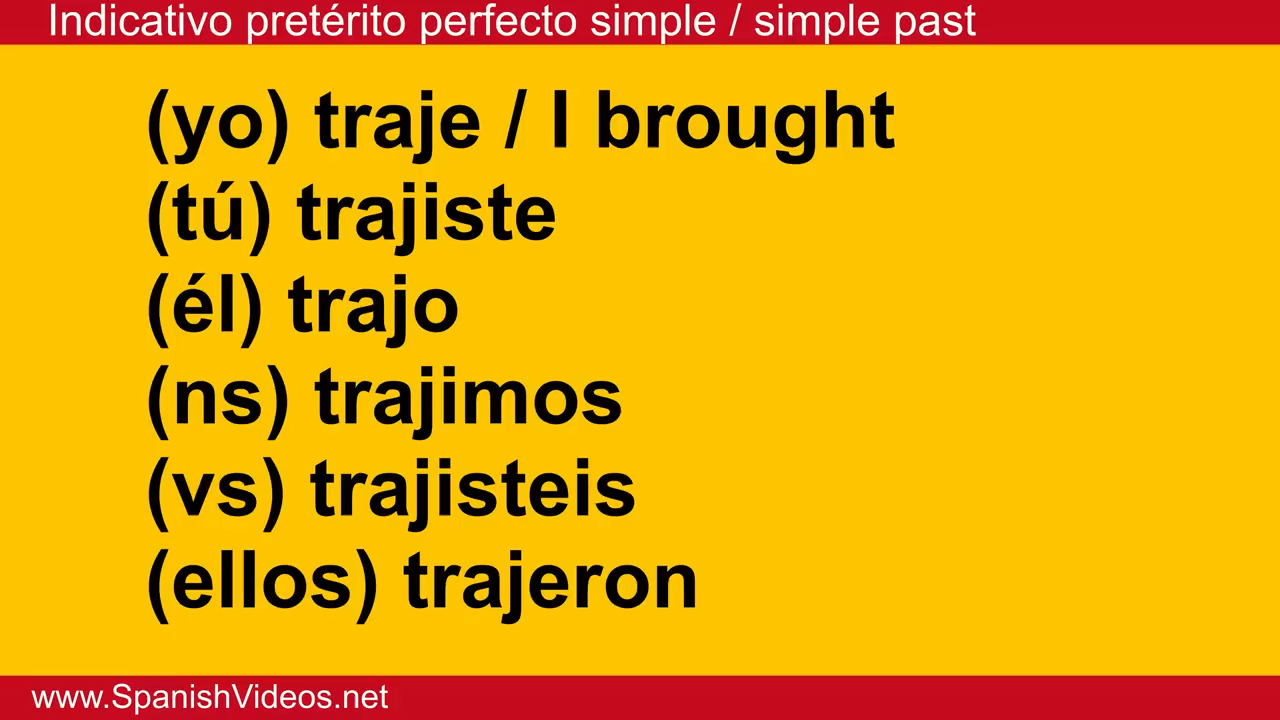 Indicativo pretérito perfecto simple / simple past
(yo) traje / I brought
(tú) trajiste
(él) trajo
(ns) trajimos
(vs) trajisteis
(ellos) trajeron
www.SpanishVideos.net